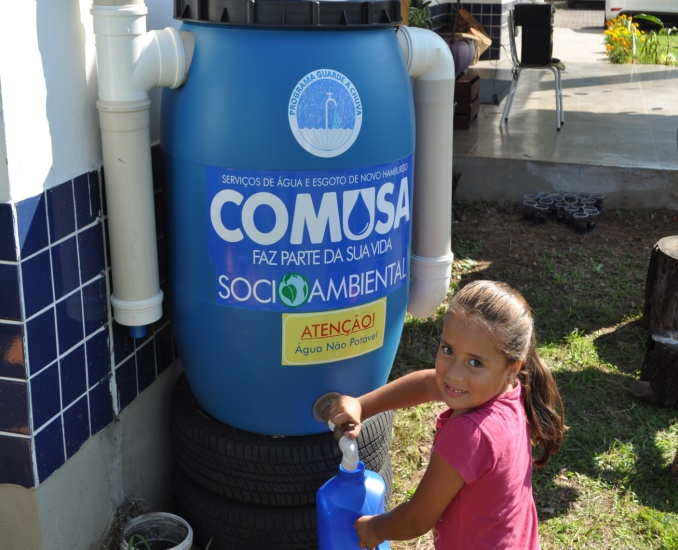 PROGRAMA GUARDE A CHUVA
SERVIÇOS DE ÁGUA E ESGOTO DE NOVO HAMBURGO
COMUSA
FAZ PARTE DA SUA VIDA
SOCIOAMBIENTAL
ATENÇÃO!
Água Não Potável